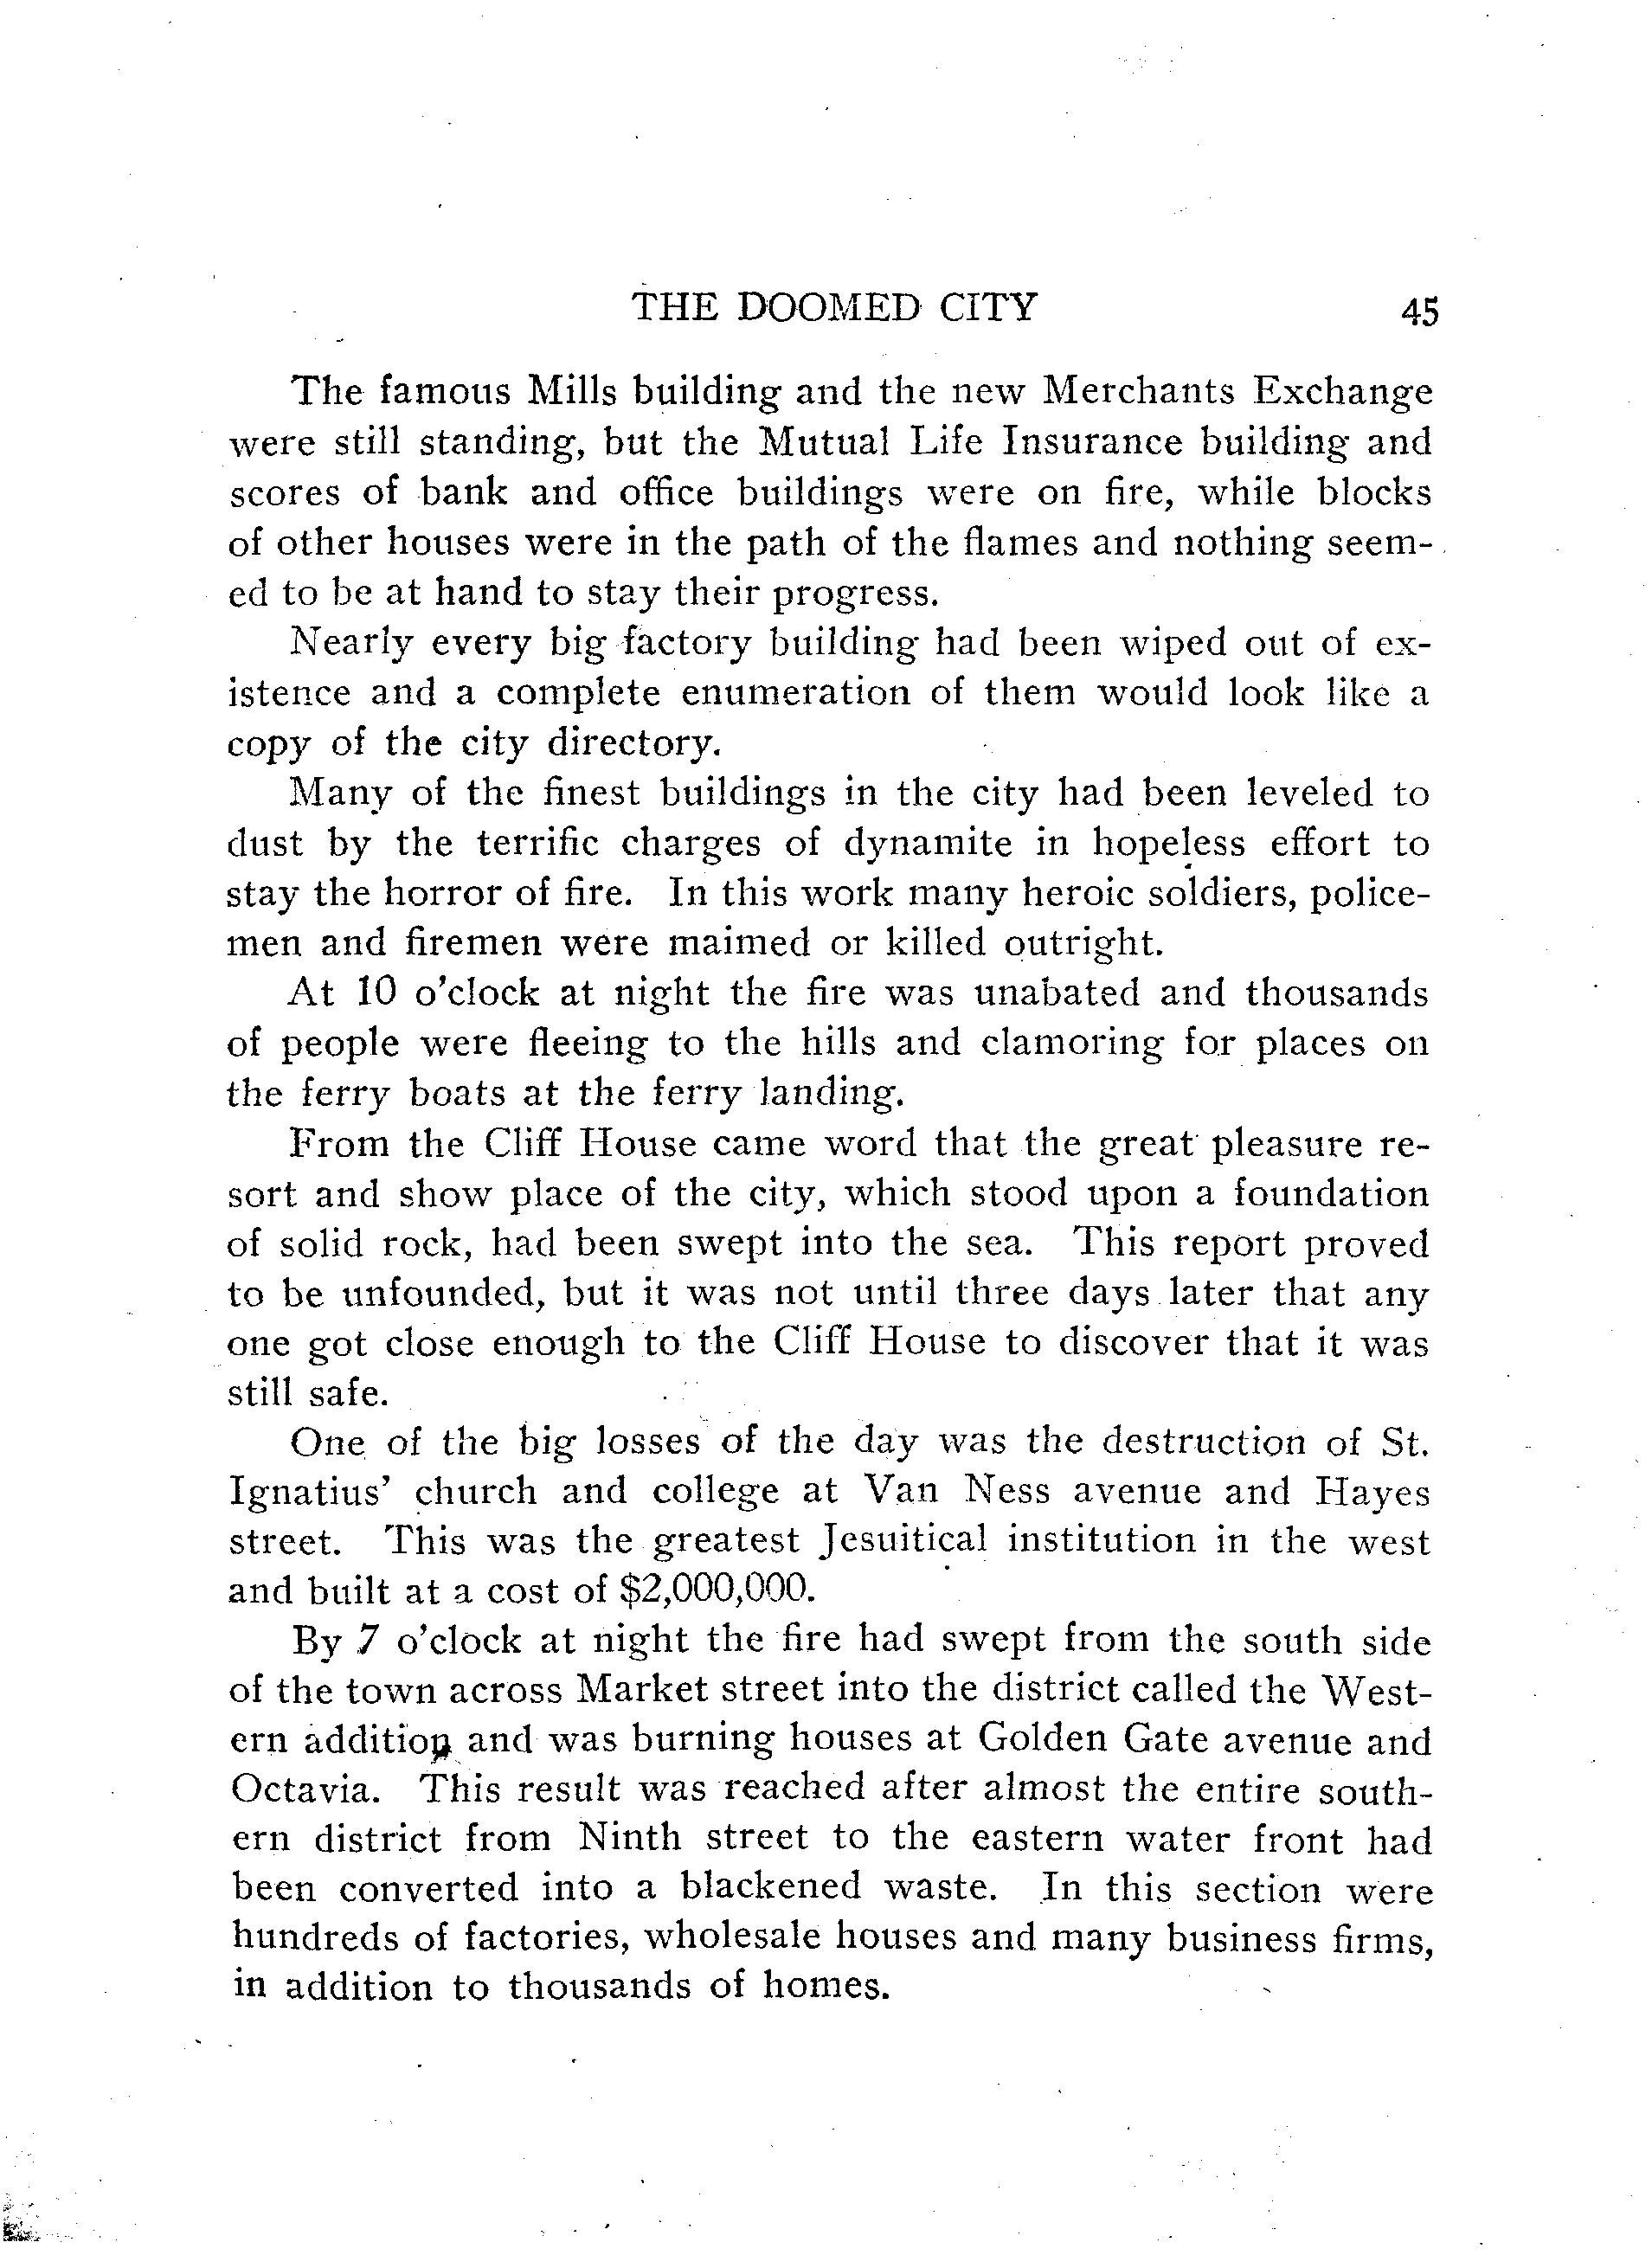 THE DOOMED CITY 45
The famous Mills building and the new Merchants Exchange
were still standing, but the Mutual Life Insurance building and
scores of bank and office buildings were on fire, while blocks
of other houses were in the path of the flames and nothing seem-
ed to be at hand to stay their progress.
Nearly every big factory building had been wiped out of ex-
istence and a complete enumeration of them would look like a
copy of the city directory.
Many of the finest buildings in the city had been leveled to
dust by the terrific charges of dynamite in hopeless effort to
stay the horror of fire. In this work many heroic soldiers, police-
men and firemen were maimed or killed outright.
At 10 o'clock at night the fire was unabated and thousands
of people were fleeing to the hills and clamoring for places on
the ferry boats at the ferry landing.
From the Cliff House came word that the great pleasure re-
sort and show place of the city, which stood upon a foundation
of solid rock, had been swept into the sea. This report proved
to be unfounded, but it was not until three days later that any
one got close enough to the Cliff House to discover that it was
still safe.
One of the big losses of the day was the destruction of St.
Ignatius' church and college at Van Ness avenue and Hayes
street. This was the greatest Jesuitical institution in the west
and built at a cost of $2,000,000.
By 7 o'clock at night the fire had swept from the south side
of the town across Market street into the district called the West-
ern addition and was burning houses at Golden Gate avenue and
Octavia. This result was reached after almost the entire south-
ern district from Ninth street to the eastern water front had
been converted into a blackened waste. In this section were
hundreds of factories, wholesale houses and many business firms,
in addition to thousands of homes.